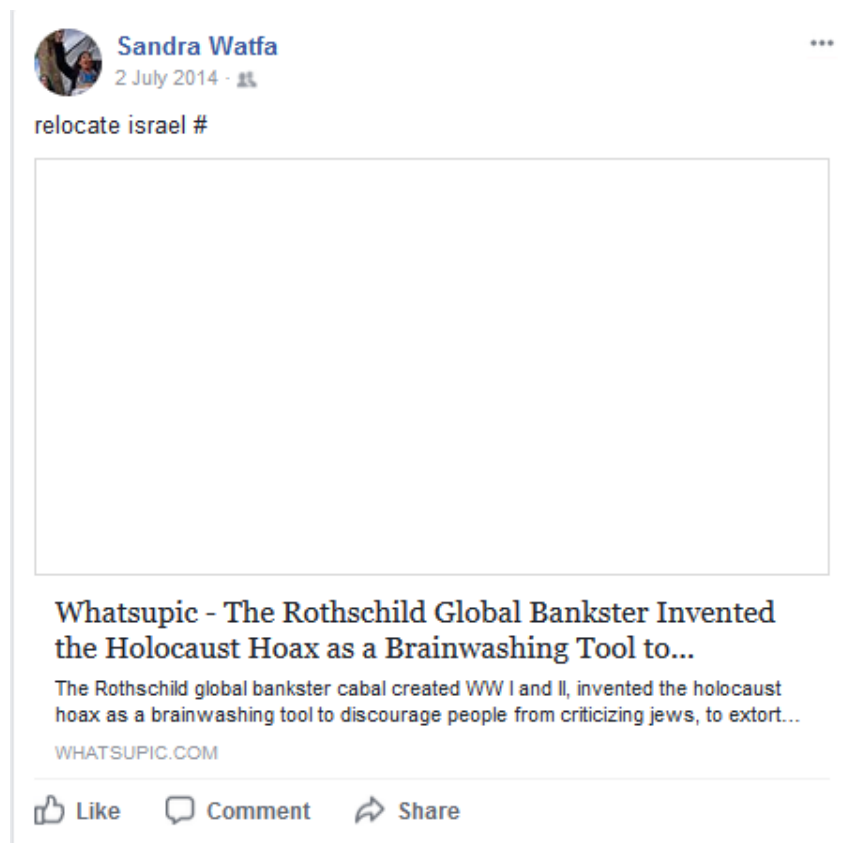 Sandra Watfa
2 July 2014 ·
relocate israel #
Whatsupic - The Rothschild Global Bankster Invented
the Holocaust Hoax as a Brainwashing Tool to...
The Rothschild global bankster cabal created WW I and II, invented the holocaust
hoax as a brainwashing tool to discourage people from criticizing jews, to extort...
WHATSUPIC.COM
Like Comment Share